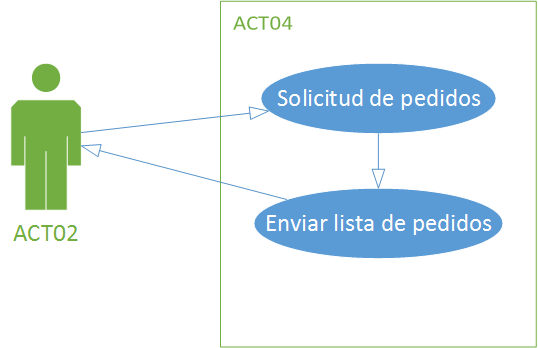 ACT04
Solicitud de pedidos
Enviar lista de pedidos
ACT02